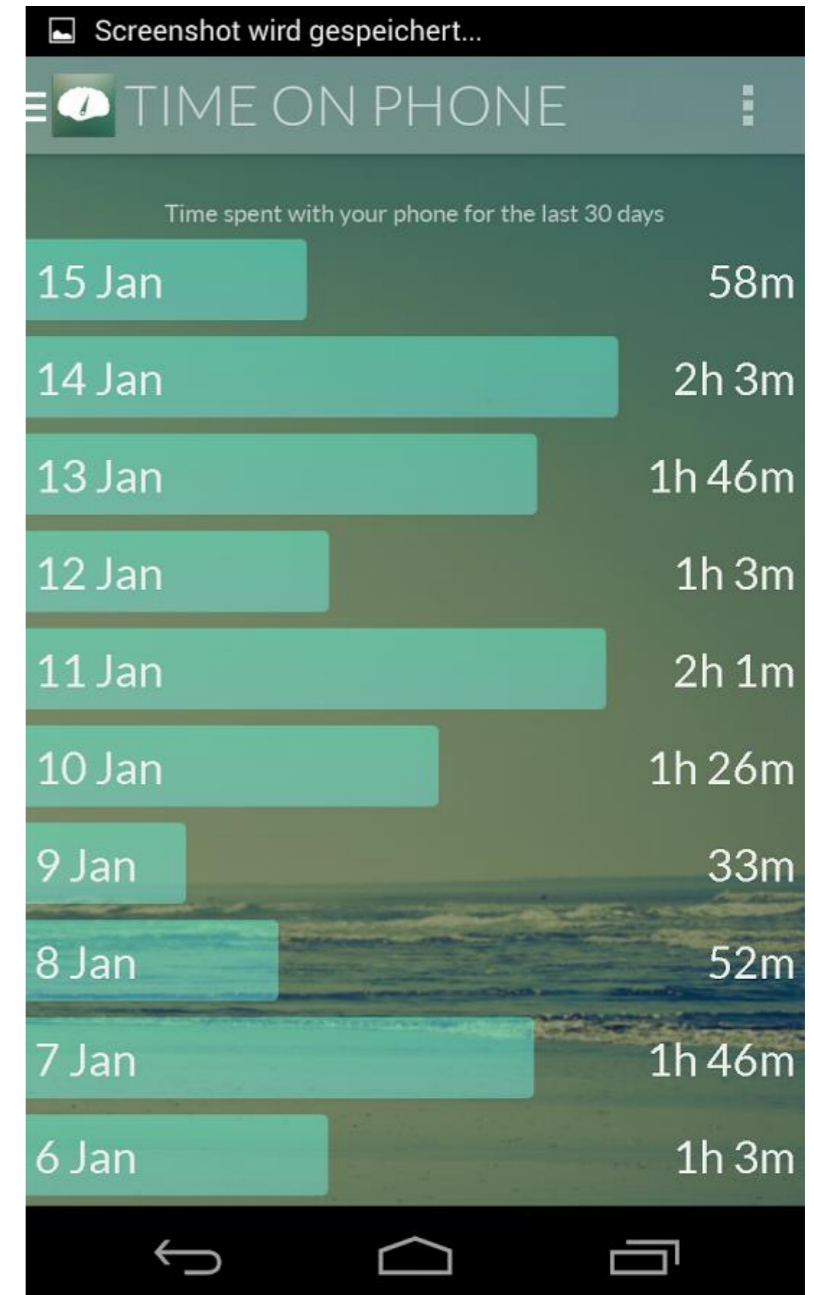 Screenshot wird gespeichert...
TIME ON PHONE
Time spent with your phone for the last 30 days
15 Jan 58m
14 Jan 2h 3m
13 Jan 1h 46m
12 Jan 1h 3m
11 Jan 2h 1m
10 Jan 1h 26m
9 Jan 33m
8 Jan 52m
7 Jan 1h 46m
6 Jan 1h 3m